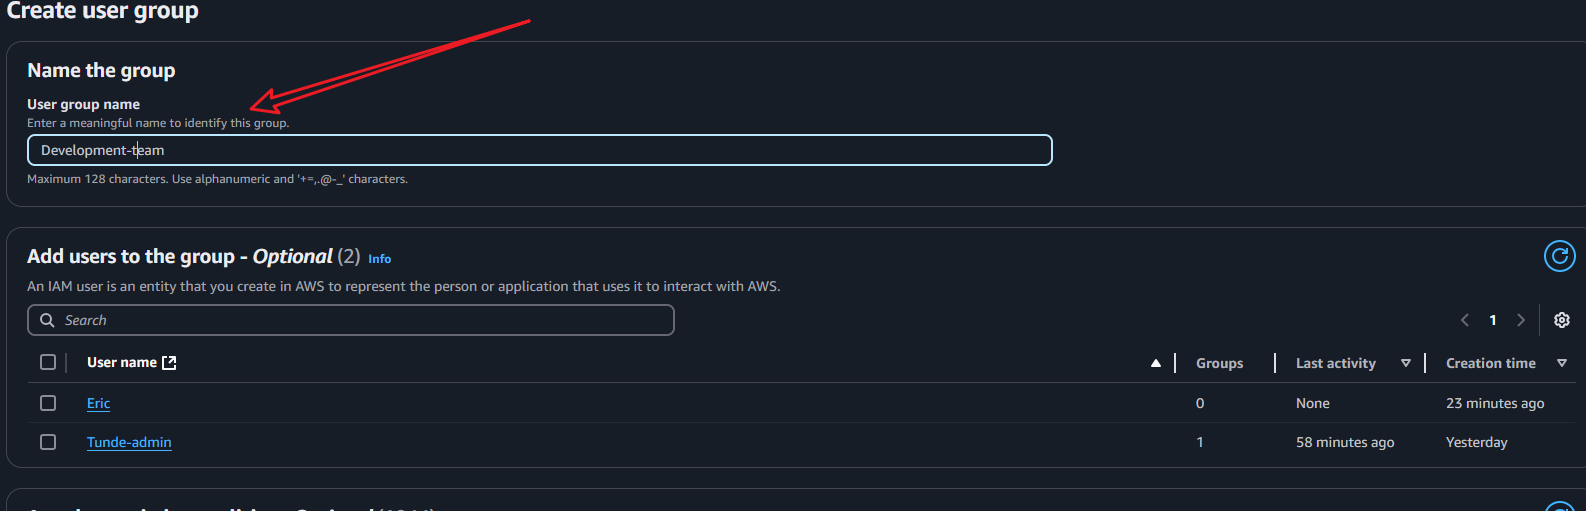 Create user group
Name the group
User group name
Enter a meaningful name to identify this group.
Development-team
Maximum 128 characters. Use alphanumeric and '+=,.@-_' characters.
Add users to the group - Optional (2) Info
An IAM user is an entity that you create in AWS to represent the person or application that uses it to interact with AWS.
Search
1
User name Groups Last activity Creation time
Eric 0 None 23 minutes ago
Tunde-admin 1 58 minutes ago Yesterday